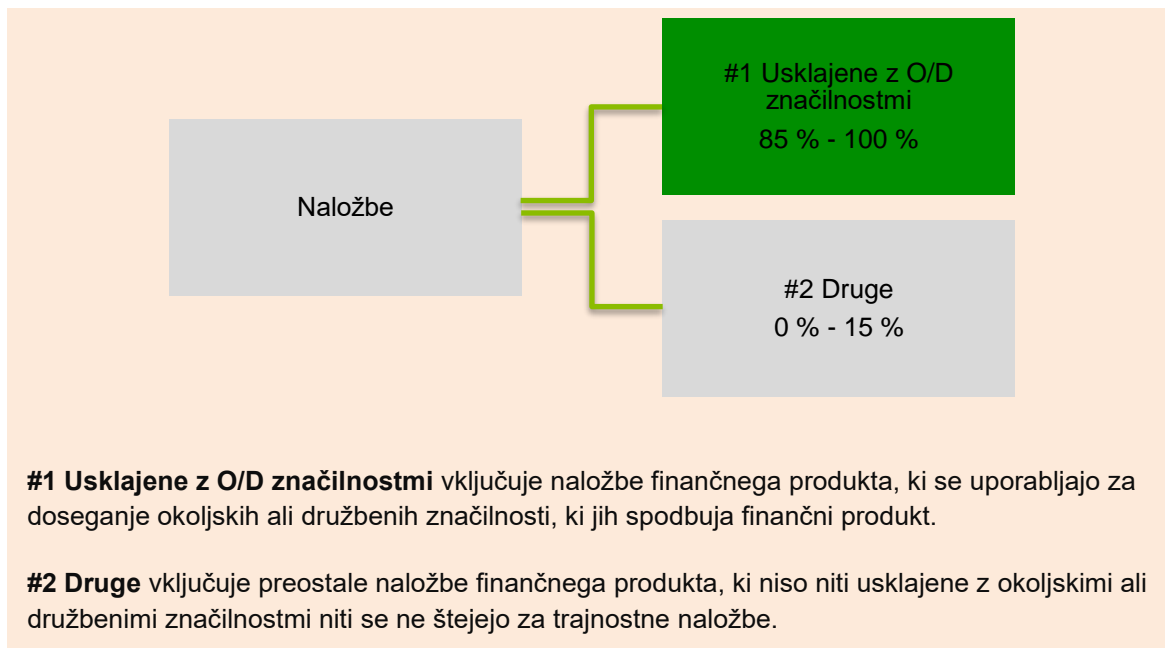 #1 Usklajene z O/D
značilnostmi
85 % - 100 %
Naložbe
#2 Druge
0 % - 15 %
#1 Usklajene z O/D značilnostmi vključuje naložbe finančnega produkta, ki se uporabljajo za
doseganje okoljskih ali družbenih značilnosti, ki jih spodbuja finančni produkt.
#2 Druge vključuje preostale naložbe finančnega produkta, ki niso niti usklajene z okoljskimi ali
družbenimi značilnostmi niti se ne štejejo za trajnostne naložbe.